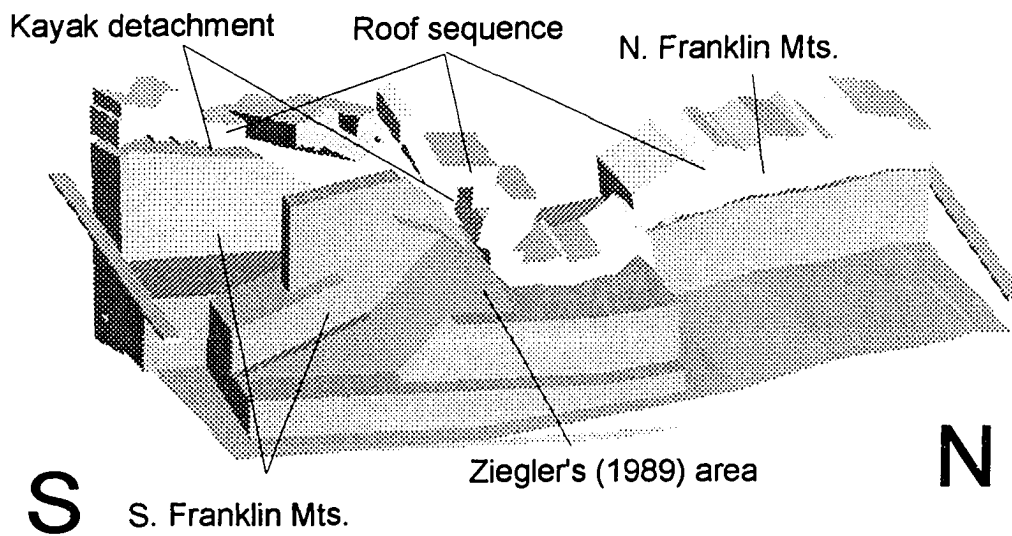 Kayak detachment
Roof sequence
N. Franklin Mts.
Ziegler's (1989) area
N
S
S. Franklin Mts.